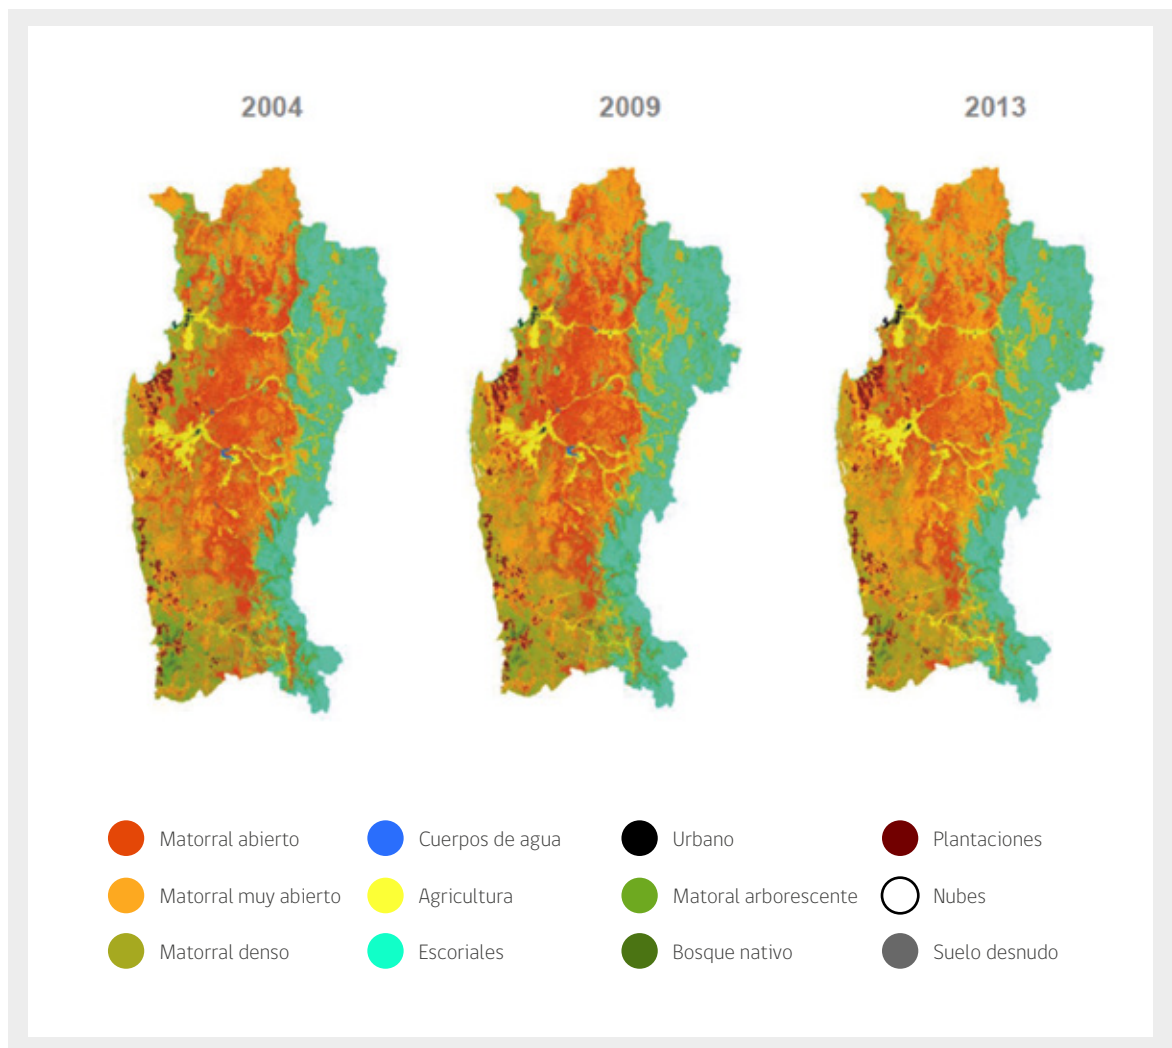 2004 2009 2013
Matorral abierto Cuerpos de agua Urbano Plantaciones
Matorral muy abierto Agricultura Matoral arborescente Nubes
Matorral denso Escoriales Bosque nativo Suelo desnudo